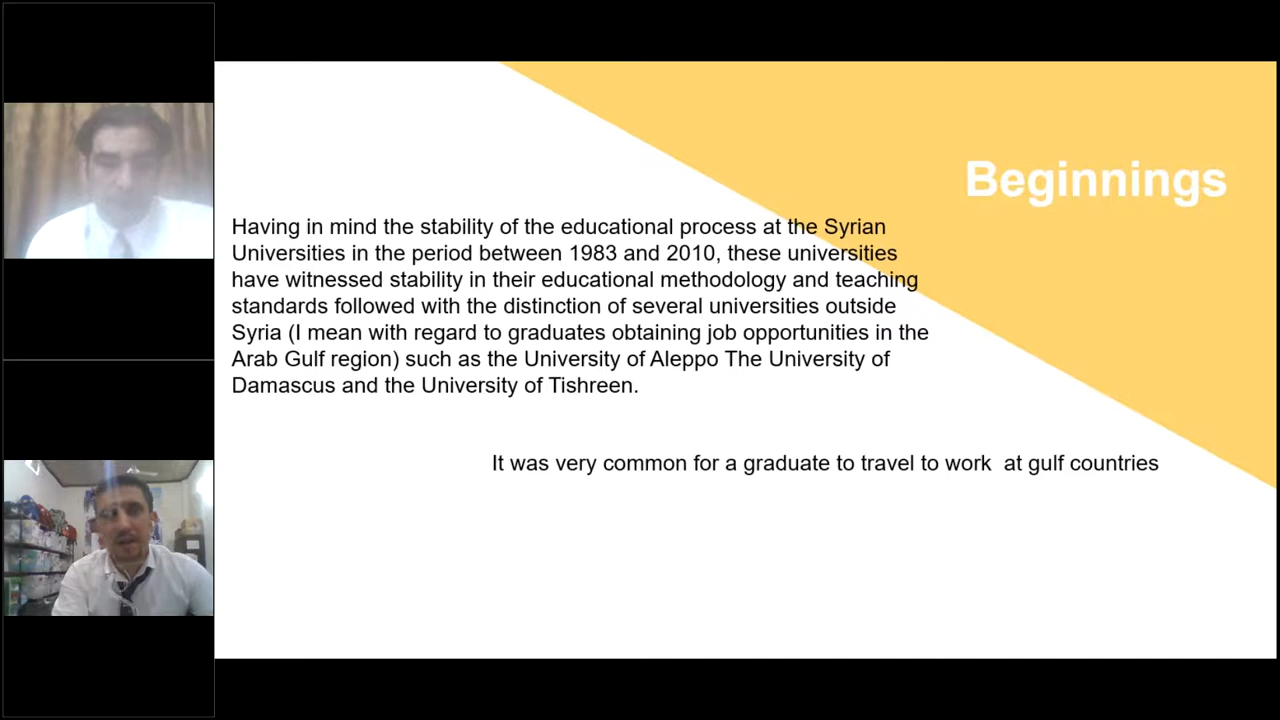 Beginnings
Having in mind the stability of the educational process at the Syrian
Universities in the period between 1983 and 2010, these universities
have witnessed stability in their educational methodology and teaching
standards followed with the distinction of several universities outside
Syria (I mean with regard to graduates obtaining job opportunities in the
Arab Gulf region) such as the University of Aleppo The University of
Damascus and the University of Tishreen.
It was very common for a graduate to travel to work  at gulf countries